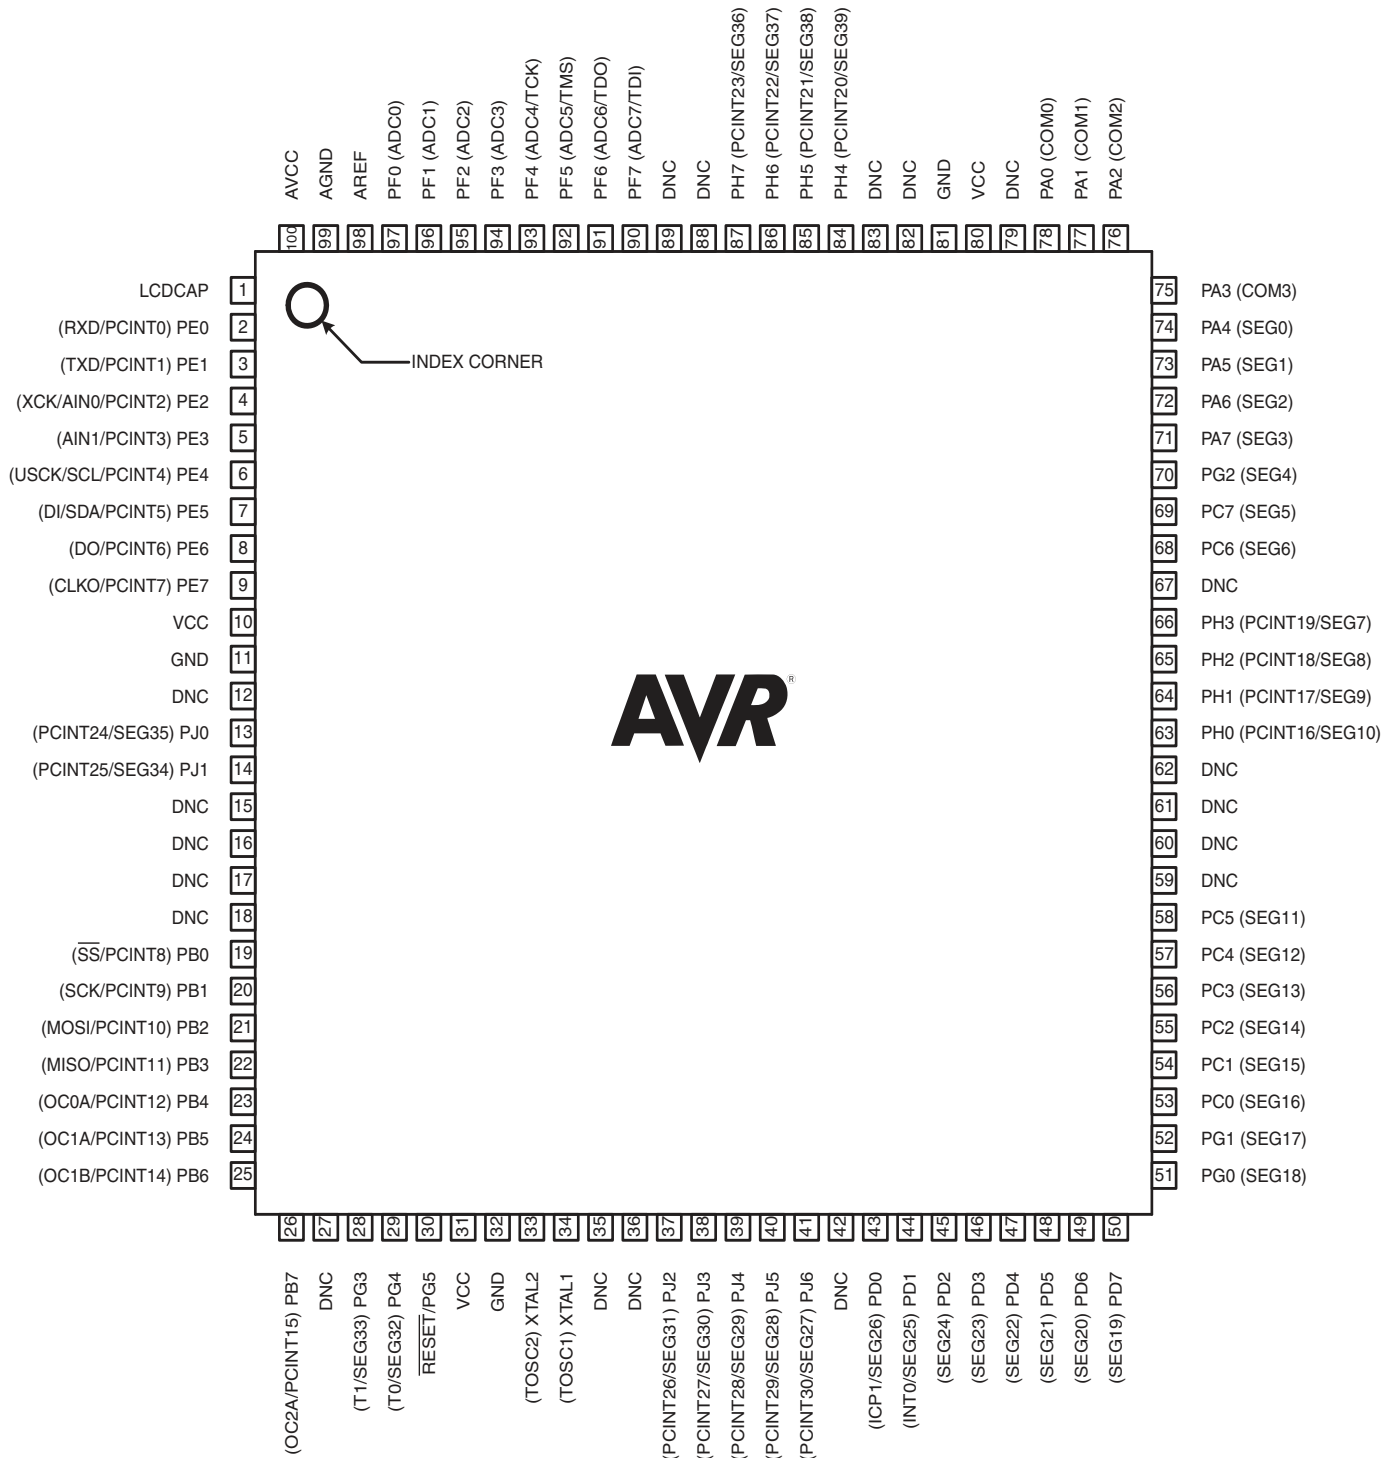 AVCC
AGND
AREF
PF0 (ADC0)
PF1 (ADC1)
PF2 (ADC2)
PF3 (ADC3)
PF4 (ADC4/TCK)
PF5 (ADC5/TMS)
PF6 (ADC6/TDO)
PF7 (ADC7/TDI)
DNC
DNC
PH7 (PCINT23/SEG36)
PH6 (PCINT22/SEG37)
PH5 (PCINT21/SEG38)
PH4 (PCINT20/SEG39)
DNC
DNC
GND
VCC
DNC
PA0 (COM0)
PA1 (COM1)
PA2 (COM2)
100
99
98
97
96
95
94
93
92
91
90
89
88
87
86
85
84
83
82
81
80
79
78
77
76
LCDCAP 1
(RXD/PCINT0) PE0 2
(TXD/PCINT1) PE1 3
(XCK/AIN0/PCINT2) PE2 4
(AIN1/PCINT3) PE3 5
(USCK/SCL/PCINT4) PE4 6
(DI/SDA/PCINT5) PE5 7
(DO/PCINT6) PE6 8
(CLKO/PCINT7) PE7 9
VCC 10
GND 11
DNC 12
(PCINT24/SEG35) PJ0 13
(PCINT25/SEG34) PJ1 14
DNC 15
DNC 16
DNC 17
DNC 18
(SS/PCINT8) PB0 19
(SCK/PCINT9) PB1 20
(MOSI/PCINT10) PB2 21
(MISO/PCINT11) PB3 22
(OC0A/PCINT12) PB4 23
(OC1A/PCINT13) PB5 24
(OC1B/PCINT14) PB6 25
INDEX CORNER
AVR®
75 PA3 (COM3)
74 PA4 (SEG0)
73 PA5 (SEG1)
72 PA6 (SEG2)
71 PA7 (SEG3)
70 PG2 (SEG4)
69 PC7 (SEG5)
68 PC6 (SEG6)
67 DNC
66 PH3 (PCINT19/SEG7)
65 PH2 (PCINT18/SEG8)
64 PH1 (PCINT17/SEG9)
63 PH0 (PCINT16/SEG10)
62 DNC
61 DNC
60 DNC
59 DNC
58 PC5 (SEG11)
57 PC4 (SEG12)
56 PC3 (SEG13)
55 PC2 (SEG14)
54 PC1 (SEG15)
53 PC0 (SEG16)
52 PG1 (SEG17)
51 PG0 (SEG18)
26
27
28
29
30
31
32
33
34
35
36
37
38
39
40
41
42
43
44
45
46
47
48
49
50
(OC2A/PCINT15) PB7
DNC
(T1/SEG33) PG3
(T0/SEG32) PG4
RESET/PG5
VCC
GND
(TOSC2) XTAL2
(TOSC1) XTAL1
DNC
DNC
(PCINT26/SEG31) PJ2
(PCINT27/SEG30) PJ3
(PCINT28/SEG29) PJ4
(PCINT29/SEG28) PJ5
(PCINT30/SEG27) PJ6
DNC
(ICP1/SEG26) PD0
(INT0/SEG25) PD1
(SEG24) PD2
(SEG23) PD3
(SEG22) PD4
(SEG21) PD5
(SEG20) PD6
(SEG19) PD7